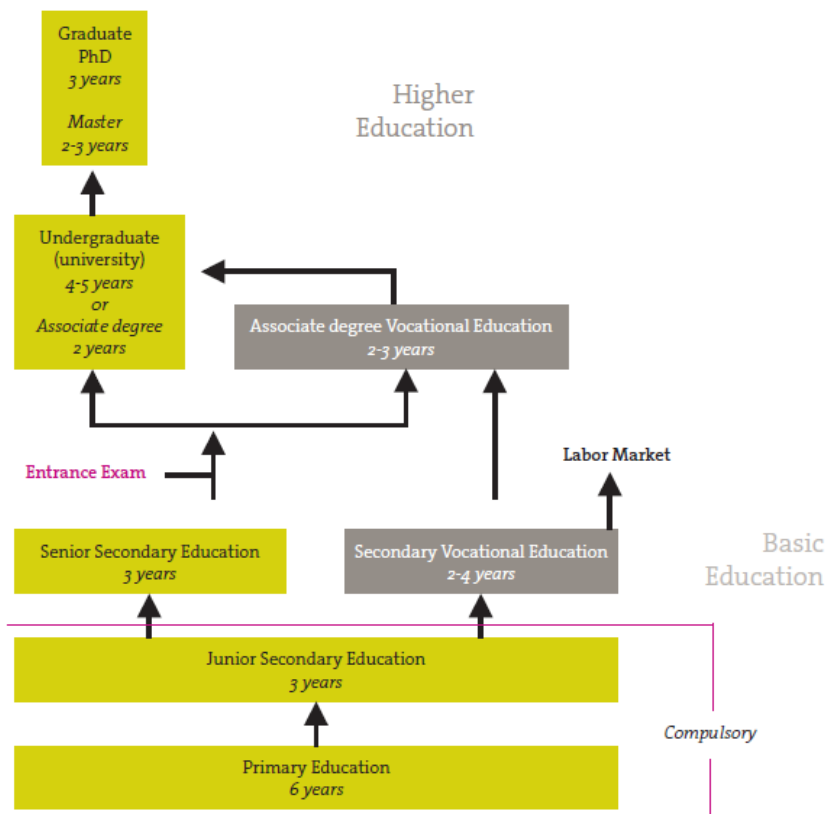 Graduate
PhD
3 years
Master
2-3 years
Higher
Education
Undergraduate
(university)
4-5 years
or
Associate degree
2 years
Associate degree Vocational Education
2-3 years
Entrance Exam
Labor Market
Senior Secondary Education
3 years
Secondary Vocational Education
2-4 years
Basic
Education
Junior Secondary Education
3 years
Compulsory
Primary Education
6 years